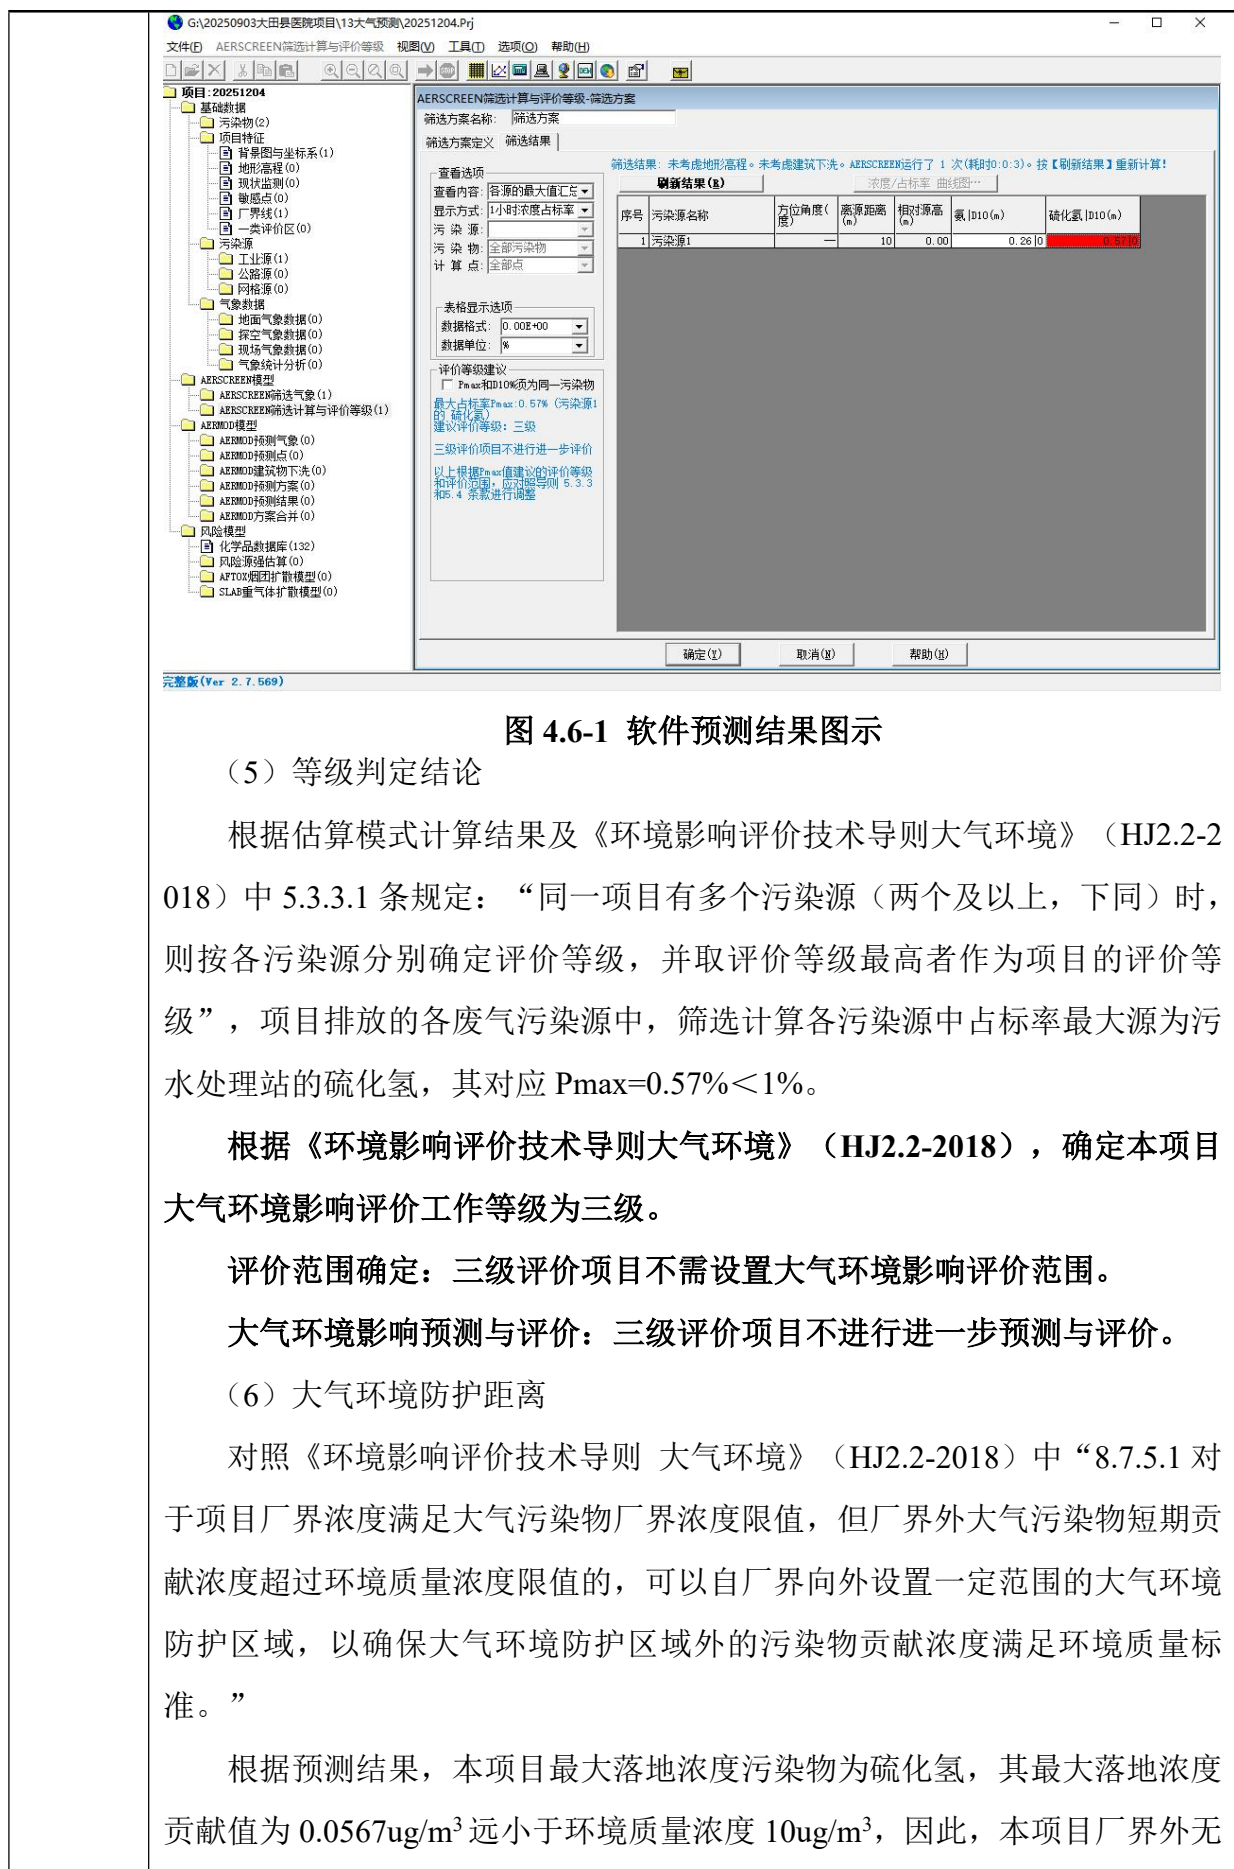 G:\20250903大田县医院项目\13大气预测\20251204.Prj
文件(F) AERSCREEN筛选计算与评价等级 视图(V) 工具(T) 选项(O) 帮助(H)
项目:20251204
基础数据
污染物(2)
项目特征
背景图与坐标系(1)
地形高程(0)
现状监测(0)
敏感点(0)
厂界线(1)
一类评价区(0)
污染源
工业源(1)
公路源(0)
网格源(0)
气象数据
地面气象数据(0)
探空气象数据(0)
现场气象数据(0)
气象统计分析(0)
AERSCREEN模型
AERSCREEN筛选气象(1)
AERSCREEN筛选计算与评价等级(1)
AERMOD模型
AERMOD预测气象(0)
AERMOD预测点(0)
AERMOD建筑物下洗(0)
AERMOD预测方案(0)
AERMOD预测结果(0)
AERMOD方案合并(0)
风险模型
化学品数据库(132)
风险源强估算(0)
AFTOX烟团扩散模型(0)
SLAB重气体扩散模型(0)
AERSCREEN筛选计算与评价等级-筛选方案
筛选方案名称: 筛选方案
筛选方案定义 筛选结果
查看选项
查看内容: 各源的最大值汇总
显示方式: 1小时浓度占标率
污 染 源:
污 染 物: 全部污染物
计 算 点: 全部点
表格显示选项
数据格式: 0.00E+00
数据单位: %
评价等级建议
Pmax和D10%须为同一污染物
最大占标率Pmax:0.57% (污染源1
的 硫化氢)
建议评价等级: 三级
三级评价项目不进行进一步评价
以上根据Pmax值建议的评价等级
和评价范围,应对照导则 5.3.3
和5.4 条款进行调整
筛选结果: 未考虑地形高程。未考虑建筑下洗。AERSCREEN运行了 1 次(耗时0:0:3)。按【刷新结果】重新计算!
刷新结果(R) 浓度/占标率 曲线图…
序号 污染源名称 方位角度(度) 离源距离(m) 相对源高(m) 氨|D10(m) 硫化氢|D10(m)
1 污染源1 — 10 0.00 0.26|0 0.57|0
确定(Y) 取消(N) 帮助(H)
完整版(Ver 2.7.569)
图 4.6-1 软件预测结果图示
（5）等级判定结论
根据估算模式计算结果及《环境影响评价技术导则大气环境》（HJ2.2-2
018）中 5.3.3.1 条规定：“同一项目有多个污染源（两个及以上，下同）时，
则按各污染源分别确定评价等级，并取评价等级最高者作为项目的评价等
级”，项目排放的各废气污染源中，筛选计算各污染源中占标率最大源为污
水处理站的硫化氢，其对应 Pmax=0.57%＜1%。
根据《环境影响评价技术导则大气环境》（HJ2.2-2018），确定本项目
大气环境影响评价工作等级为三级。
评价范围确定：三级评价项目不需设置大气环境影响评价范围。
大气环境影响预测与评价：三级评价项目不进行进一步预测与评价。
（6）大气环境防护距离
对照《环境影响评价技术导则 大气环境》（HJ2.2-2018）中“8.7.5.1 对
于项目厂界浓度满足大气污染物厂界浓度限值，但厂界外大气污染物短期贡
献浓度超过环境质量浓度限值的，可以自厂界向外设置一定范围的大气环境
防护区域，以确保大气环境防护区域外的污染物贡献浓度满足环境质量标
准。”
根据预测结果，本项目最大落地浓度污染物为硫化氢，其最大落地浓度
贡献值为 0.0567ug/m³ 远小于环境质量浓度 10ug/m³，因此，本项目厂界外无